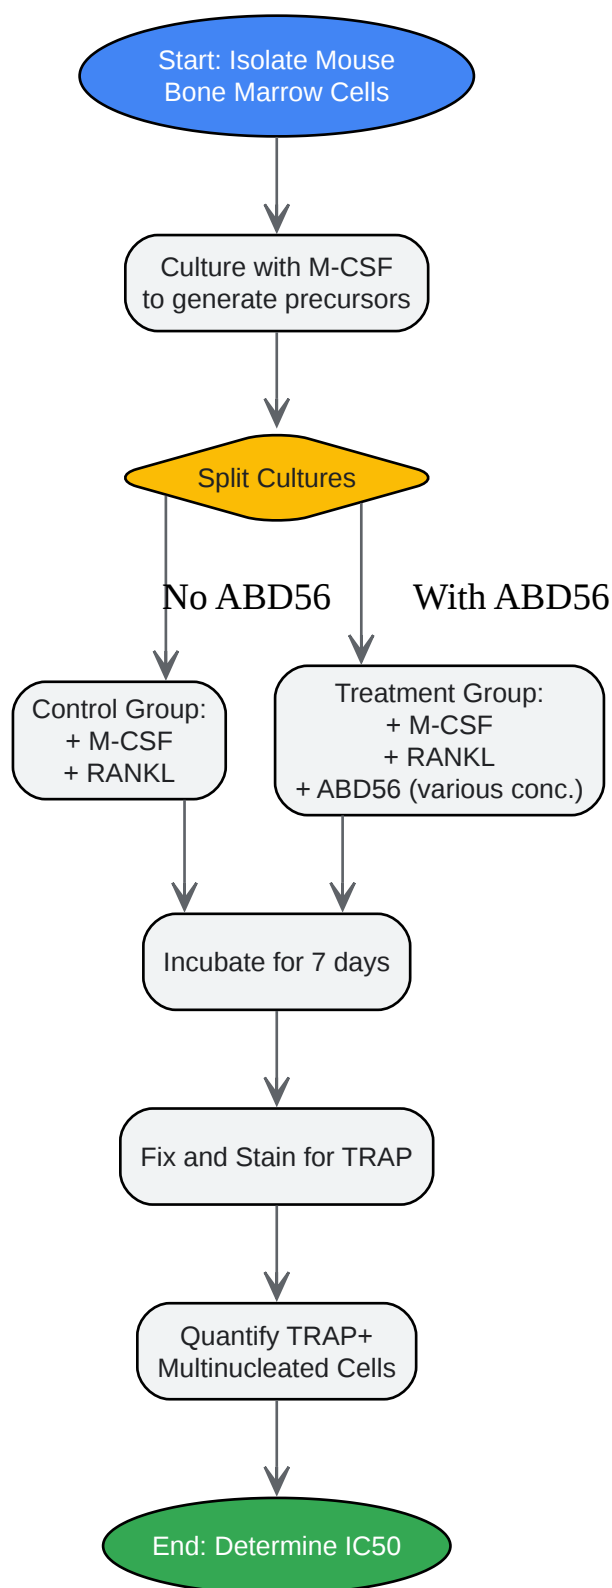 Start: Isolate Mouse
Bone Marrow Cells
Culture with M-CSF
to generate precursors
Split Cultures
No ABD56
With ABD56
Control Group:
+ M-CSF
+ RANKL
Treatment Group:
+ M-CSF
+ RANKL
+ ABD56 (various conc.)
Incubate for 7 days
Fix and Stain for TRAP
Quantify TRAP+
Multinucleated Cells
End: Determine IC50